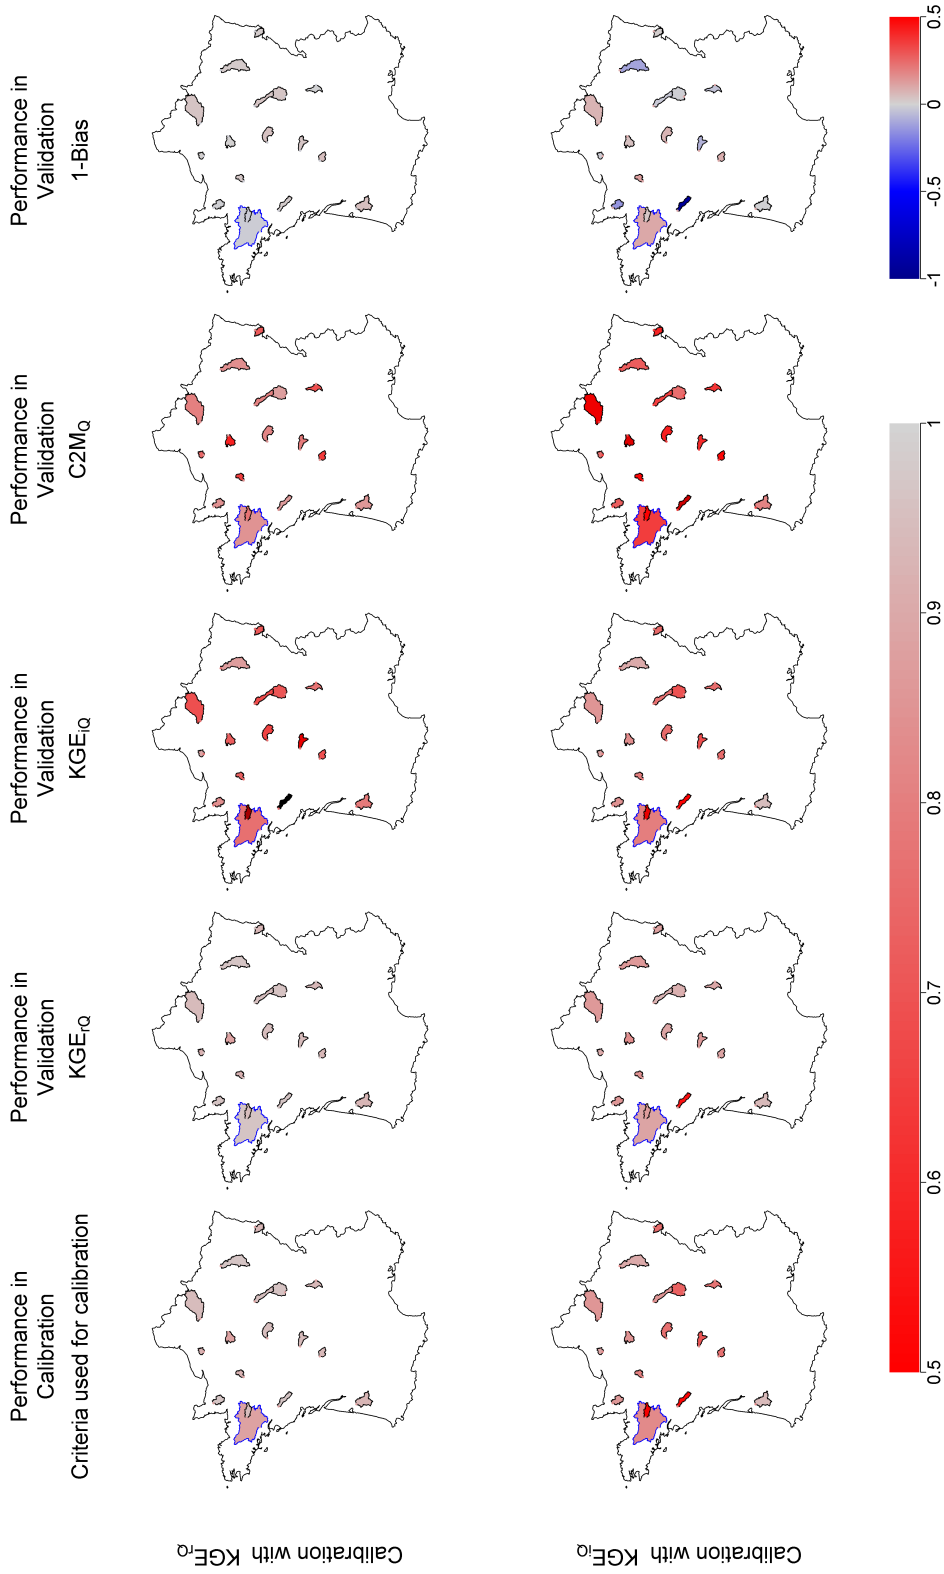 Performance in
Calibration
Criteria used for calibration
Performance in
Validation
KGErQ
Performance in
Validation
KGEiQ
Performance in
Validation
C2MQ
Performance in
Validation
1-Bias
Calibration with KGErQ
Calibration with KGEiQ
0.5 0.6 0.7 0.8 0.9 1
-1 -0.5 0 0.5